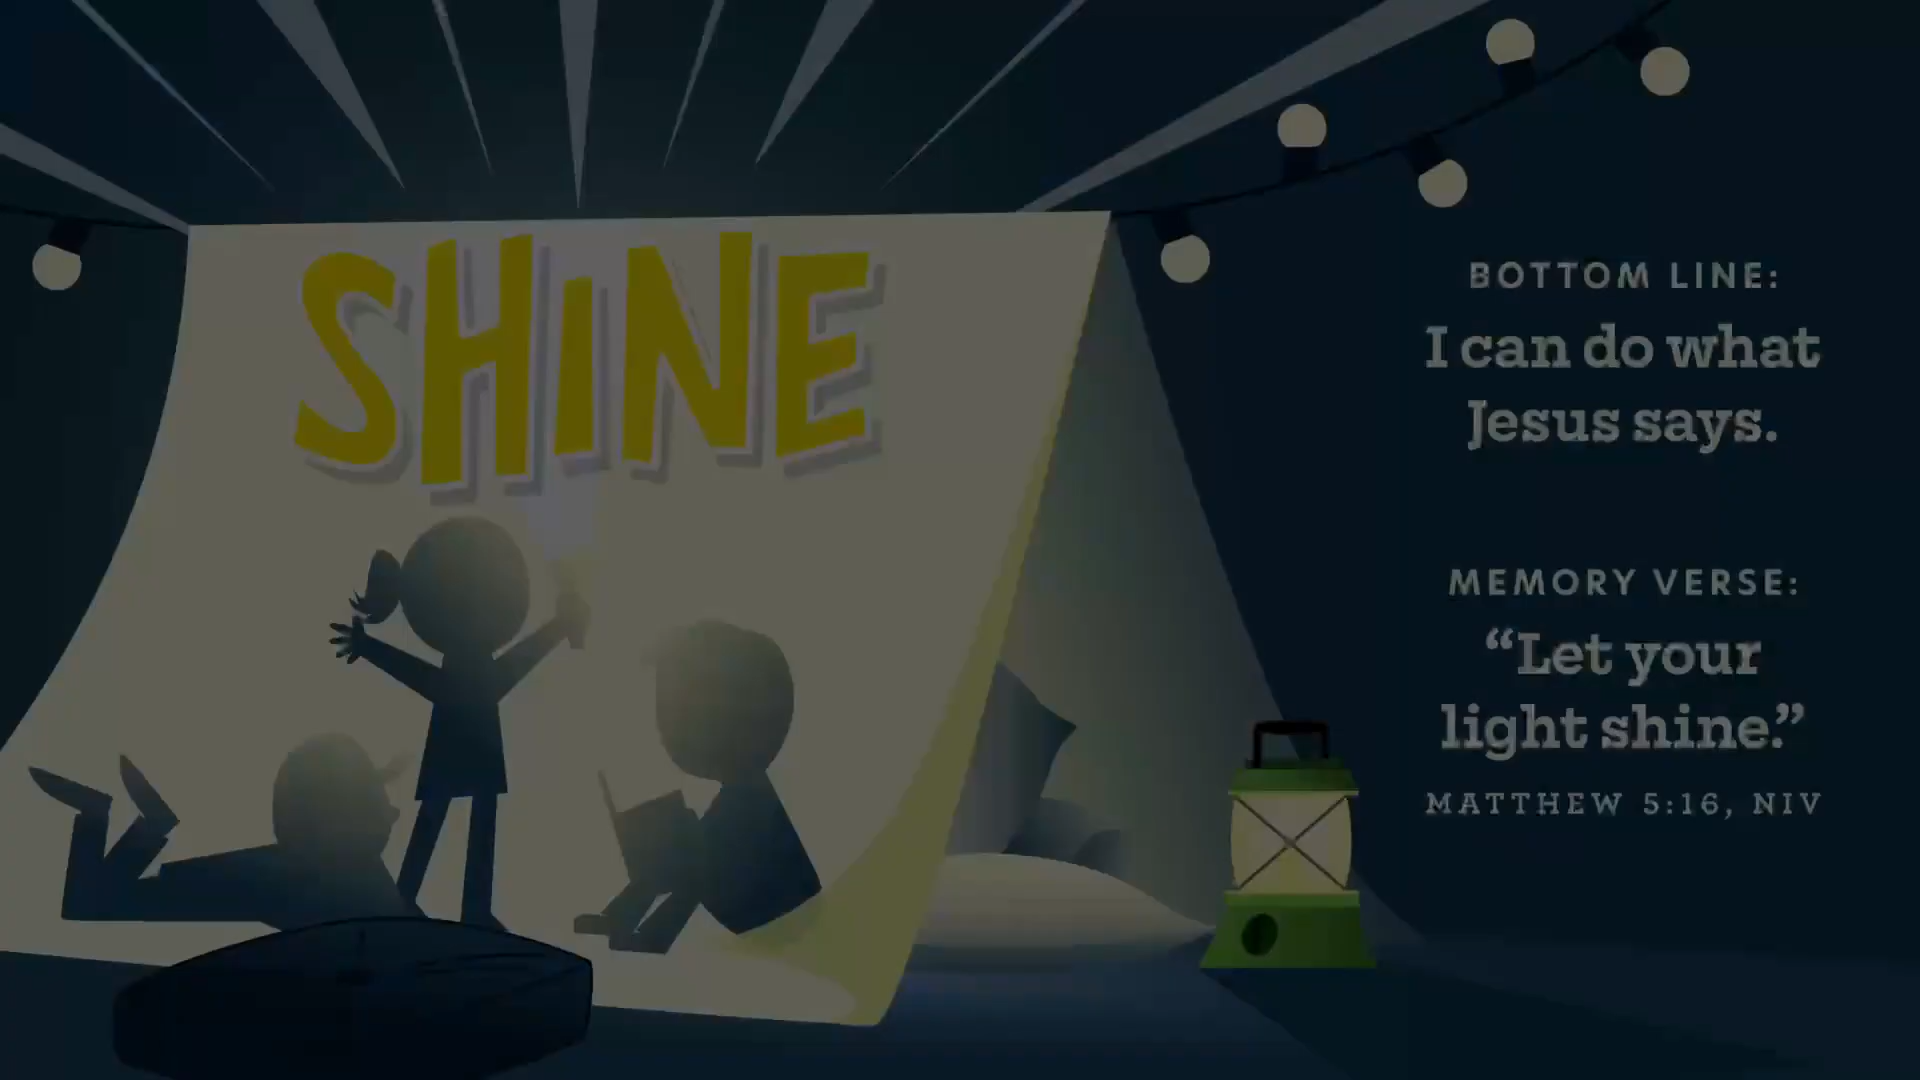 SHiNE
BOTTOM LINE:
I can do what
Jesus says.
MEMORY VERSE:
“Let your
light shine.”
MATTHEW 5:16, NIV